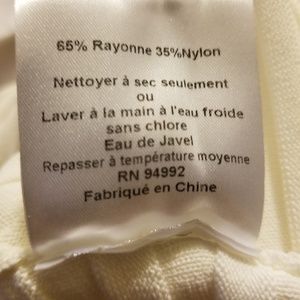 65% Rayonne 35%Nylon
Nettoyer à sec seulement
ou
Laver à la main à l'eau froide
sans chlore
Eau de Javel
Repasser à température moyenne
RN 94992
Fabriqué en Chine